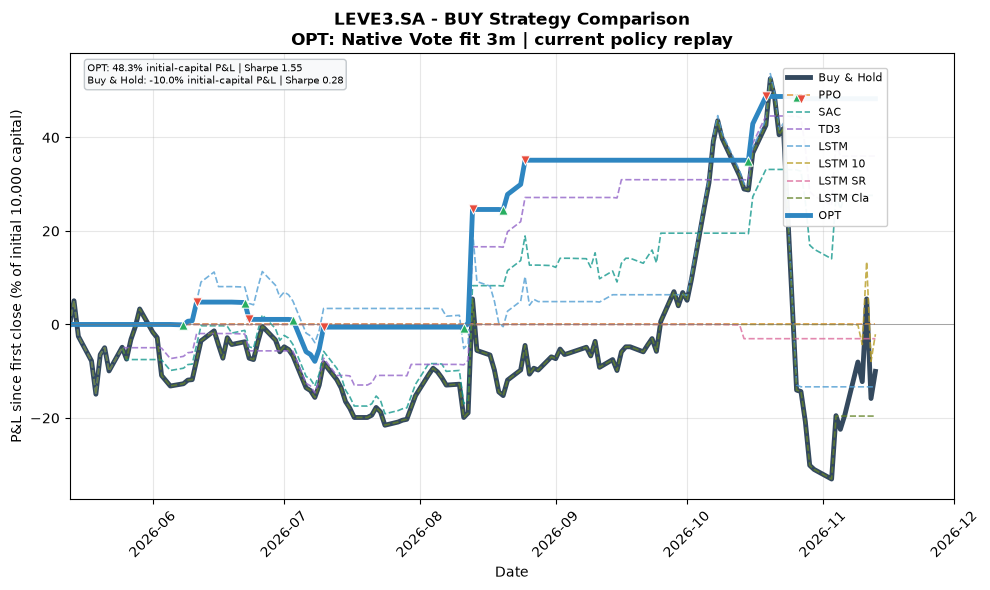 LEVE3.SA - BUY Strategy Comparison
OPT: Native Vote fit 3m | current policy replay
OPT: 48.3% initial-capital P&L | Sharpe 1.55
Buy & Hold: -10.0% initial-capital P&L | Sharpe 0.28
Buy & Hold
PPO
SAC
TD3
LSTM
LSTM 10
LSTM SR
LSTM Cla
OPT
P&L since first close (% of initial 10,000 capital)
40
20
0
−20
2026-06
2026-07
2026-08
2026-09
2026-10
2026-11
2026-12
Date